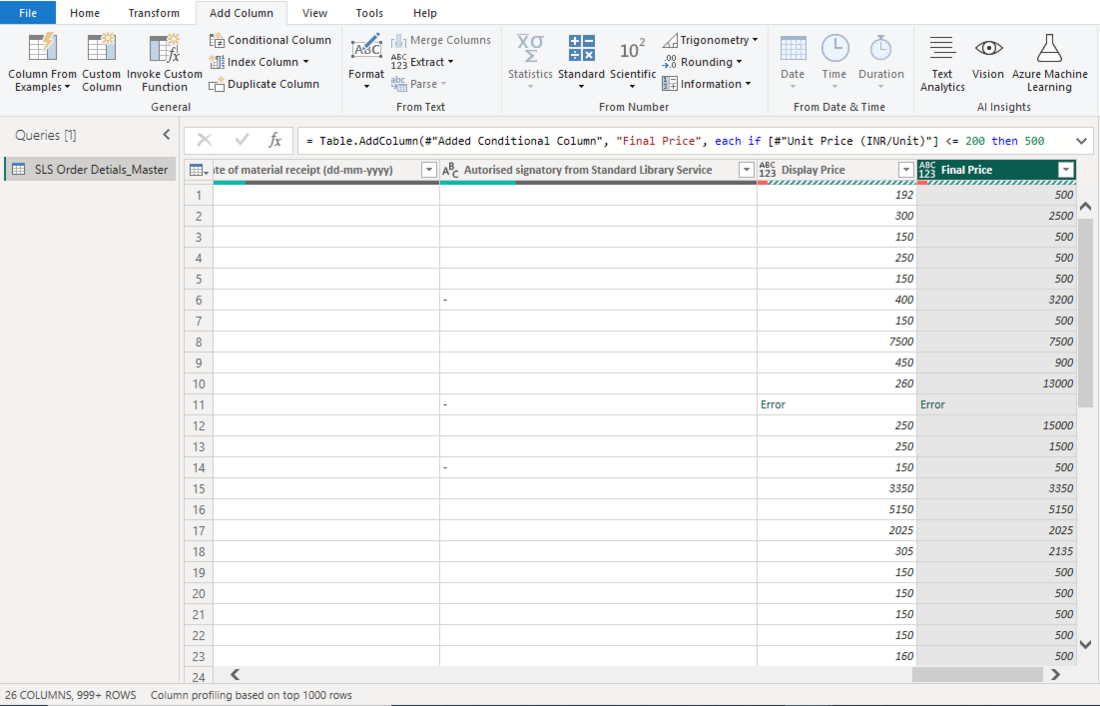 File Home Transform Add Column View Tools Help
Column From Examples
Custom Column
Invoke Custom Function
Conditional Column
Index Column
Duplicate Column
General
Format
Merge Columns
Extract
Parse
From Text
Statistics
Standard
Scientific
Trigonometry
Rounding
Information
From Number
Date
Time
Duration
From Date & Time
Text Analytics
Vision
Azure Machine Learning
AI Insights
Queries [1]
SLS Order Detials_Master
= Table.AddColumn(#"Added Conditional Column", "Final Price", each if [#"Unit Price (INR/Unit)"] <= 200 then 500
te of material receipt (dd-mm-yyyy) ABC Autorised signatory from Standard Library Service ABC 123 Display Price ABC 123 Final Price
1 192 500
2 300 2500
3 150 500
4 250 500
5 150 500
6 - 400 3200
7 150 500
8 7500 7500
9 450 900
10 260 13000
11 - Error Error
12 250 15000
13 250 1500
14 - 150 500
15 3350 3350
16 5150 5150
17 2025 2025
18 305 2135
19 150 500
20 150 500
21 150 500
22 150 500
23 160 500
24
26 COLUMNS, 999+ ROWS Column profiling based on top 1000 rows